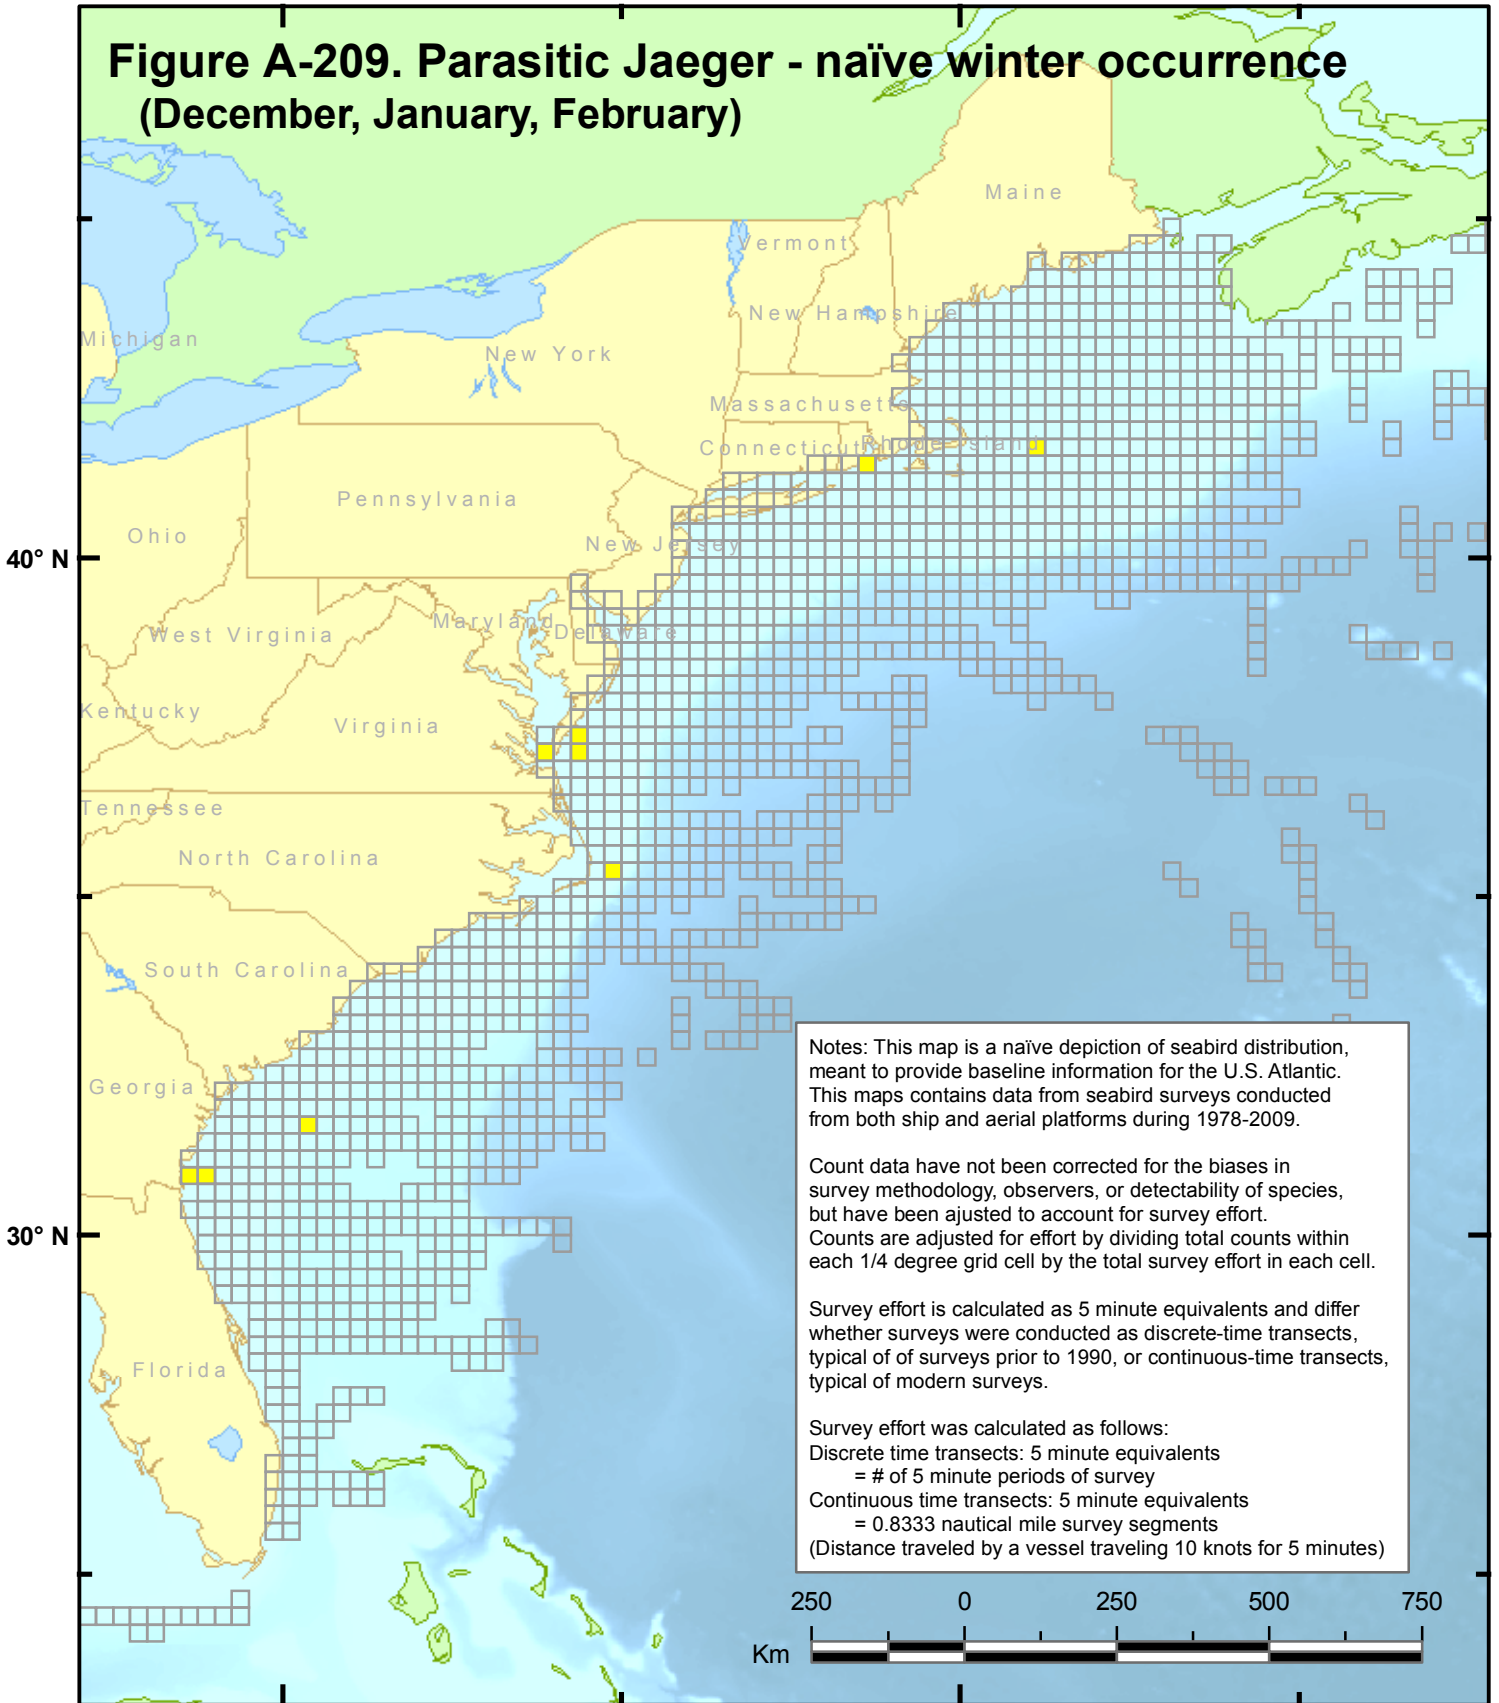 Figure A-209. Parasitic Jaeger - naïve winter occurrence
(December, January, February)
Maine
Vermont
New Hampshire
Michigan
New York
Massachusetts
Connecticut
Rhode Island
Pennsylvania
Ohio
New Jersey
40° N
Maryland
Delaware
West Virginia
Kentucky
Virginia
Tennessee
North Carolina
South Carolina
Georgia
30° N
Florida
Notes: This map is a naïve depiction of seabird distribution,
meant to provide baseline information for the U.S. Atlantic.
This maps contains data from seabird surveys conducted
from both ship and aerial platforms during 1978-2009.
Count data have not been corrected for the biases in
survey methodology, observers, or detectability of species,
but have been ajusted to account for survey effort.
Counts are adjusted for effort by dividing total counts within
each 1/4 degree grid cell by the total survey effort in each cell.
Survey effort is calculated as 5 minute equivalents and differ
whether surveys were conducted as discrete-time transects,
typical of of surveys prior to 1990, or continuous-time transects,
typical of modern surveys.
Survey effort was calculated as follows:
Discrete time transects: 5 minute equivalents
= # of 5 minute periods of survey
Continuous time transects: 5 minute equivalents
= 0.8333 nautical mile survey segments
(Distance traveled by a vessel traveling 10 knots for 5 minutes)
250 0 250 500 750
Km